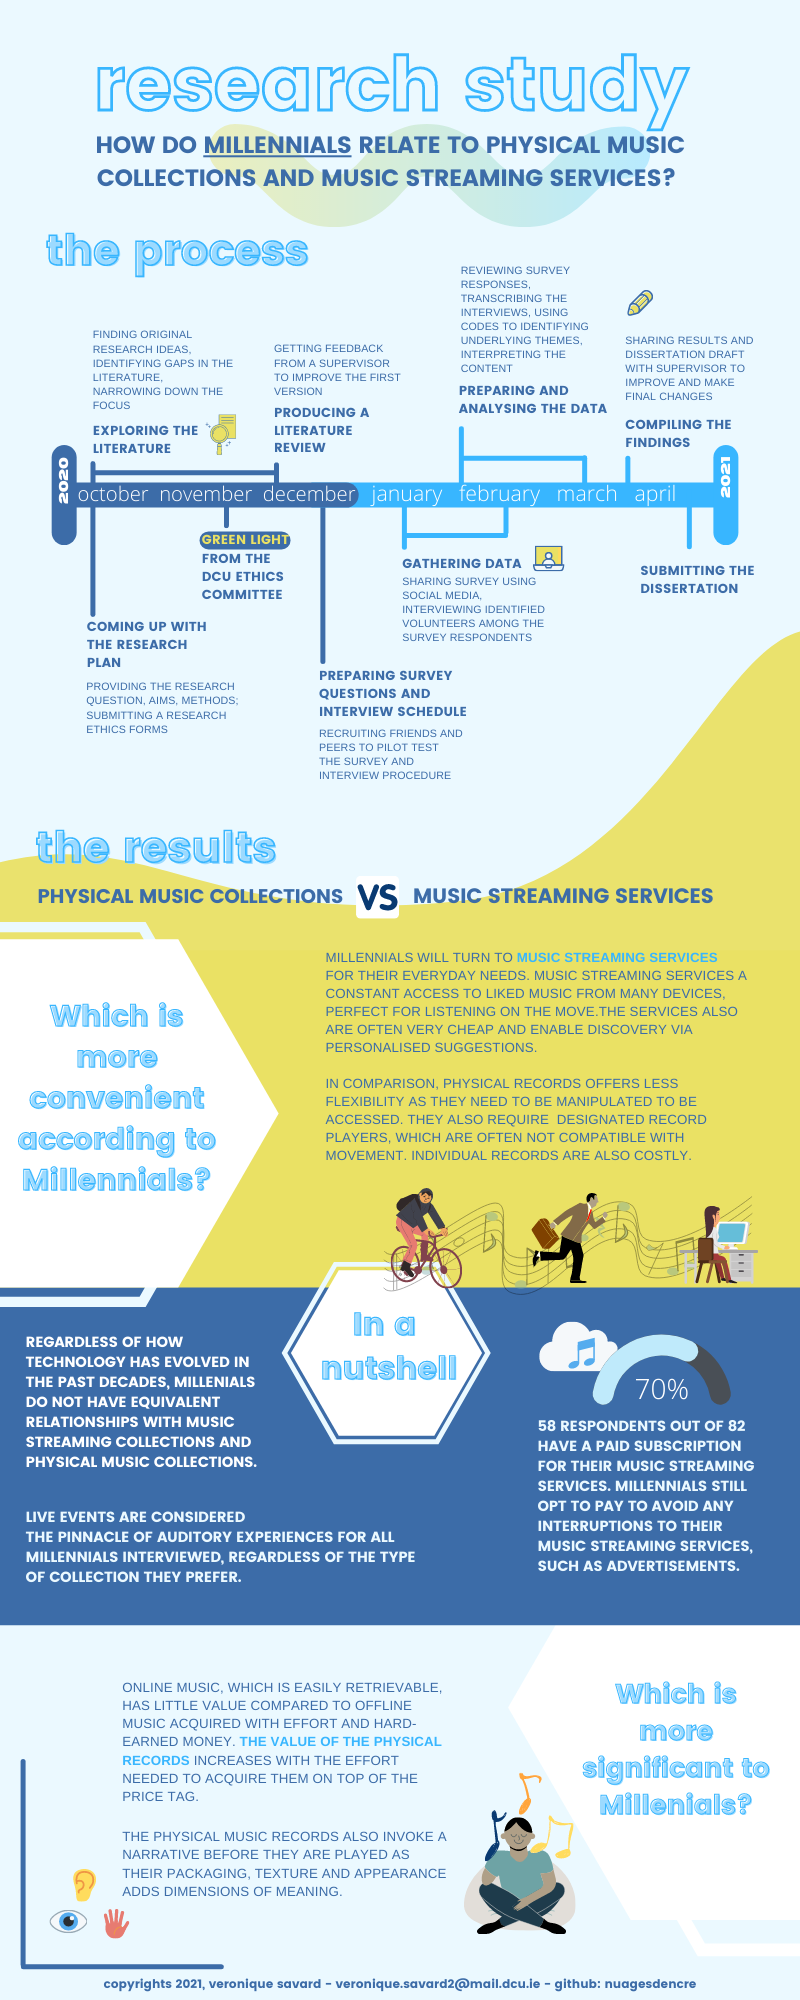 research study
HOW DO MILLENNIALS RELATE TO PHYSICAL MUSIC
COLLECTIONS AND MUSIC STREAMING SERVICES?
the process
FINDING ORIGINAL
RESEARCH IDEAS,
IDENTIFYING GAPS IN THE
LITERATURE,
NARROWING DOWN THE
FOCUS
EXPLORING THE
LITERATURE
GETTING FEEDBACK
FROM A SUPERVISOR
TO IMPROVE THE FIRST
VERSION
PRODUCING A
LITERATURE
REVIEW
REVIEWING SURVEY
RESPONSES,
TRANSCRIBING THE
INTERVIEWS, USING
CODES TO IDENTIFYING
UNDERLYING THEMES,
INTERPRETING THE
CONTENT
PREPARING AND
ANALYSING THE DATA
SHARING RESULTS AND
DISSERTATION DRAFT
WITH SUPERVISOR TO
IMPROVE AND MAKE
FINAL CHANGES
COMPILING THE
FINDINGS
2020
october november december january february march april
2021
GREEN LIGHT
FROM THE
DCU ETHICS
COMMITTEE
COMING UP WITH
THE RESEARCH
PLAN
PROVIDING THE RESEARCH
QUESTION, AIMS, METHODS;
SUBMITTING A RESEARCH
ETHICS FORMS
PREPARING SURVEY
QUESTIONS AND
INTERVIEW SCHEDULE
RECRUITING FRIENDS AND
PEERS TO PILOT TEST
THE SURVEY AND
INTERVIEW PROCEDURE
GATHERING DATA
SHARING SURVEY USING
SOCIAL MEDIA,
INTERVIEWING IDENTIFIED
VOLUNTEERS AMONG THE
SURVEY RESPONDENTS
SUBMITTING THE
DISSERTATION
the results
PHYSICAL MUSIC COLLECTIONS VS MUSIC STREAMING SERVICES
Which is
more
convenient
according to
Millennials?
MILLENNIALS WILL TURN TO MUSIC STREAMING SERVICES
FOR THEIR EVERYDAY NEEDS. MUSIC STREAMING SERVICES A
CONSTANT ACCESS TO LIKED MUSIC FROM MANY DEVICES,
PERFECT FOR LISTENING ON THE MOVE.THE SERVICES ALSO
ARE OFTEN VERY CHEAP AND ENABLE DISCOVERY VIA
PERSONALISED SUGGESTIONS.
IN COMPARISON, PHYSICAL RECORDS OFFERS LESS
FLEXIBILITY AS THEY NEED TO BE MANIPULATED TO BE
ACCESSED. THEY ALSO REQUIRE DESIGNATED RECORD
PLAYERS, WHICH ARE OFTEN NOT COMPATIBLE WITH
MOVEMENT. INDIVIDUAL RECORDS ARE ALSO COSTLY.
In a
nutshell
REGARDLESS OF HOW
TECHNOLOGY HAS EVOLVED IN
THE PAST DECADES, MILLENIALS
DO NOT HAVE EQUIVALENT
RELATIONSHIPS WITH MUSIC
STREAMING COLLECTIONS AND
PHYSICAL MUSIC COLLECTIONS.
LIVE EVENTS ARE CONSIDERED
THE PINNACLE OF AUDITORY EXPERIENCES FOR ALL
MILLENNIALS INTERVIEWED, REGARDLESS OF THE TYPE
OF COLLECTION THEY PREFER.
70%
58 RESPONDENTS OUT OF 82
HAVE A PAID SUBSCRIPTION
FOR THEIR MUSIC STREAMING
SERVICES. MILLENNIALS STILL
OPT TO PAY TO AVOID ANY
INTERRUPTIONS TO THEIR
MUSIC STREAMING SERVICES,
SUCH AS ADVERTISEMENTS.
ONLINE MUSIC, WHICH IS EASILY RETRIEVABLE,
HAS LITTLE VALUE COMPARED TO OFFLINE
MUSIC ACQUIRED WITH EFFORT AND HARD-
EARNED MONEY. THE VALUE OF THE PHYSICAL
RECORDS INCREASES WITH THE EFFORT
NEEDED TO ACQUIRE THEM ON TOP OF THE
PRICE TAG.
THE PHYSICAL MUSIC RECORDS ALSO INVOKE A
NARRATIVE BEFORE THEY ARE PLAYED AS
THEIR PACKAGING, TEXTURE AND APPEARANCE
ADDS DIMENSIONS OF MEANING.
Which is
more
significant to
Millenials?
copyrights 2021, veronique savard - veronique.savard2@mail.dcu.ie - github: nuagesdencre